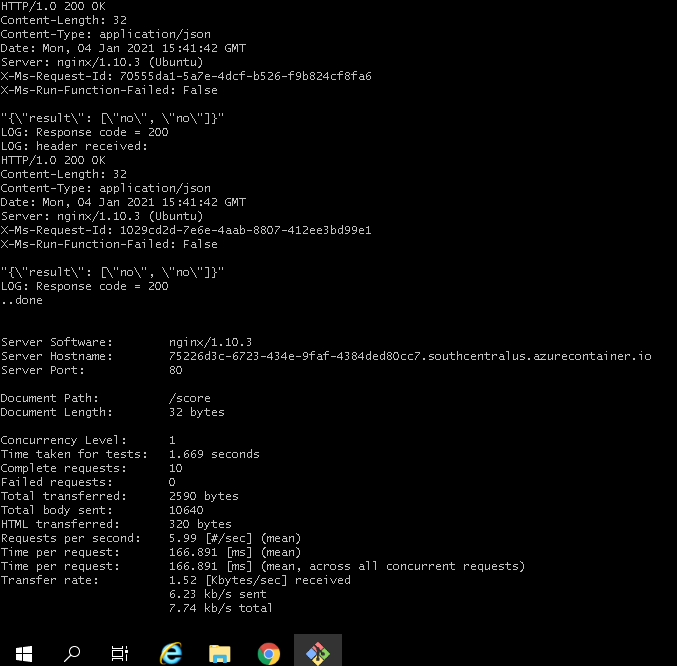 HTTP/1.0 200 OK
Content-Length: 32
Content-Type: application/json
Date: Mon, 04 Jan 2021 15:41:42 GMT
Server: nginx/1.10.3 (Ubuntu)
X-Ms-Request-Id: 70555da1-5a7e-4dcf-b526-f9b824cf8fa6
X-Ms-Run-Function-Failed: False
"{\"result\": [\"no\", \"no\"]}"
LOG: Response code = 200
LOG: header received:
HTTP/1.0 200 OK
Content-Length: 32
Content-Type: application/json
Date: Mon, 04 Jan 2021 15:41:42 GMT
Server: nginx/1.10.3 (Ubuntu)
X-Ms-Request-Id: 1029cd2d-7e6e-4aab-8807-412ee3bd99e1
X-Ms-Run-Function-Failed: False
"{\"result\": [\"no\", \"no\"]}"
LOG: Response code = 200
..done
Server Software: nginx/1.10.3
Server Hostname: 75226d3c-6723-434e-9faf-4384ded80cc7.southcentralus.azurecontainer.io
Server Port: 80
Document Path: /score
Document Length: 32 bytes
Concurrency Level: 1
Time taken for tests: 1.669 seconds
Complete requests: 10
Failed requests: 0
Total transferred: 2590 bytes
Total body sent: 10640
HTML transferred: 320 bytes
Requests per second: 5.99 [#/sec] (mean)
Time per request: 166.891 [ms] (mean)
Time per request: 166.891 [ms] (mean, across all concurrent requests)
Transfer rate: 1.52 [Kbytes/sec] received
6.23 kb/s sent
7.74 kb/s total